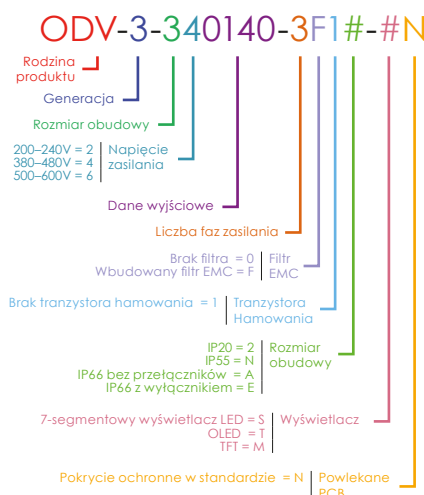 ODV-3-340140-3F1#-#N
Rodzina
produktu
Generacja
Rozmiar obudowy
200–240V = 2
380–480V = 4
500–600V = 6
Napięcie
zasilania
Dane wyjściowe
Liczba faz zasilania
Brak filtra = 0
Wbudowany filtr EMC = F
Filtr
EMC
Brak tranzystora hamowania = 1
Tranzystora
Hamowania
IP20 = 2
IP55 = N
IP66 bez przełączników = A
IP66 z wyłącznikiem = E
Rozmiar
obudowy
7-segmentowy wyświetlacz LED = S
OLED = T
TFT = M
Wyświetlacz
Pokrycie ochronne w standardzie = N
Powlekane
PCB